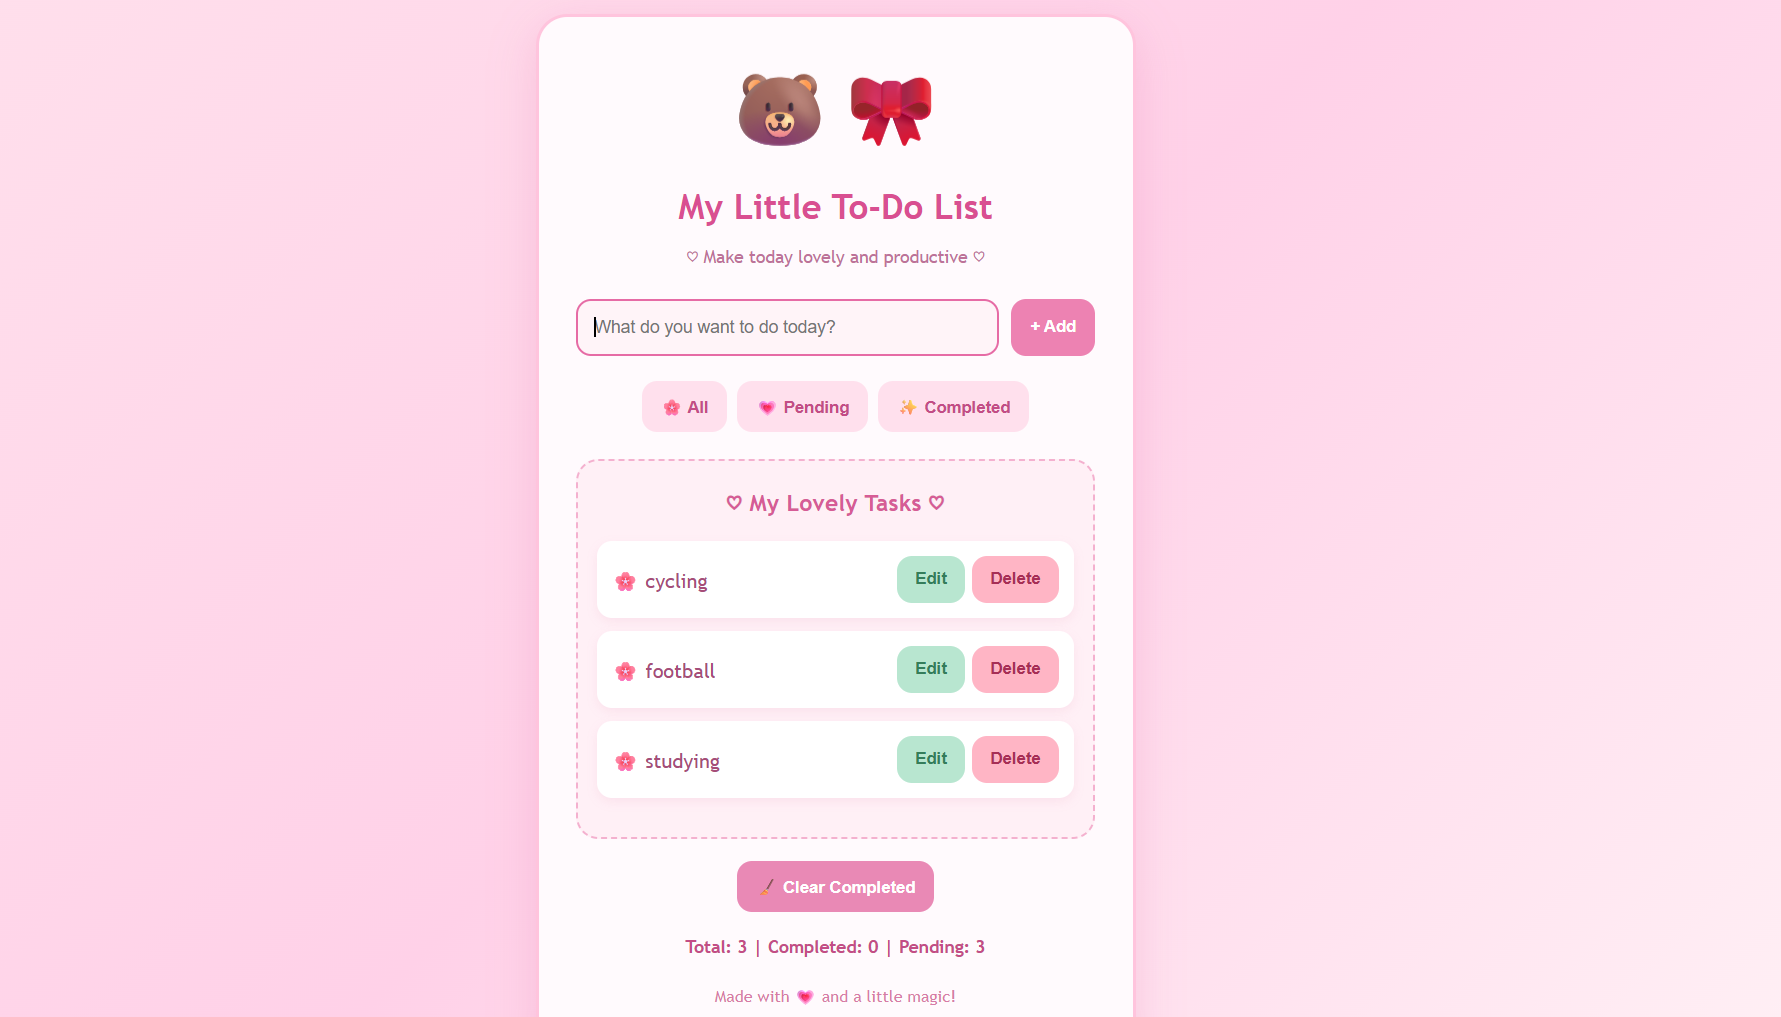 My Little To-Do List
♡ Make today lovely and productive ♡
What do you want to do today?
+ Add
🌸 All
💗 Pending
✨ Completed
♡ My Lovely Tasks ♡
🌸 cycling
Edit
Delete
🌸 football
Edit
Delete
🌸 studying
Edit
Delete
🧹 Clear Completed
Total: 3 | Completed: 0 | Pending: 3
Made with 💗 and a little magic!